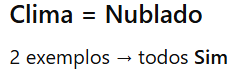 Clima = Nublado
2 exemplos → todos Sim